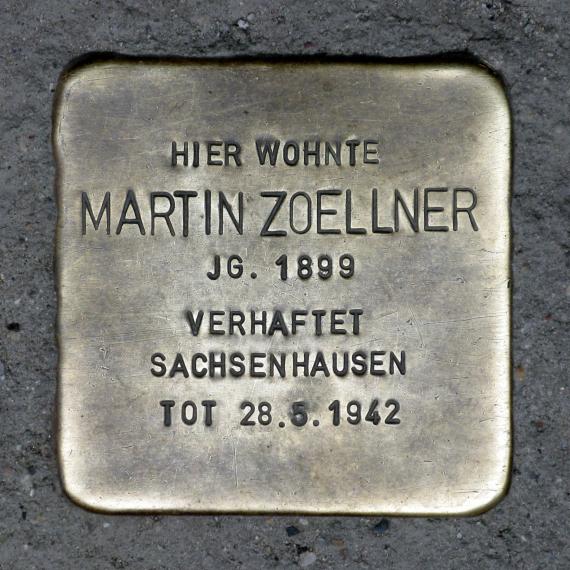 HIER WOHNTE
MARTIN ZOELLNER
JG. 1899
VERHAFTET
SACHSENHAUSEN
TOT 28.5.1942